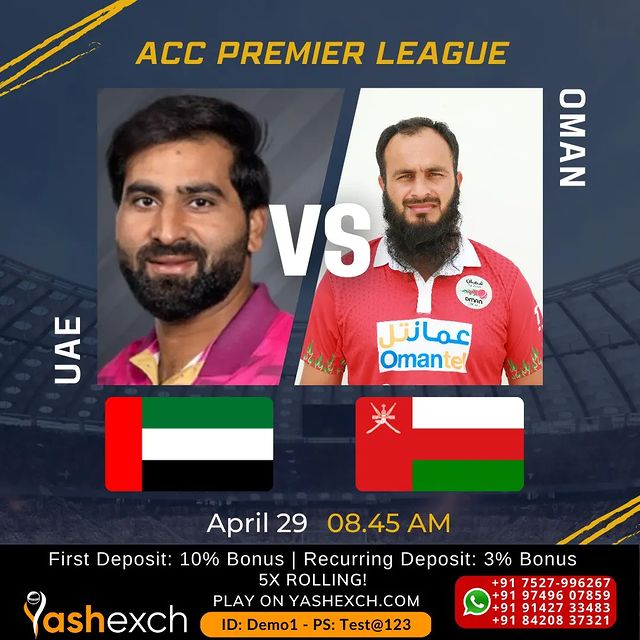 ACC PREMIER LEAGUE
OMAN
VS
UAE
عمانتل
Omantel
oman
April 29 08.45 AM
First Deposit: 10% Bonus | Recurring Deposit: 3% Bonus
5X ROLLING!
PLAY ON YASHEXCH.COM
Yashexch
ID: Demo1 - PS: Test@123
+91 7527-996267
+91 97496 07859
+91 91427 33483
+91 84208 37321